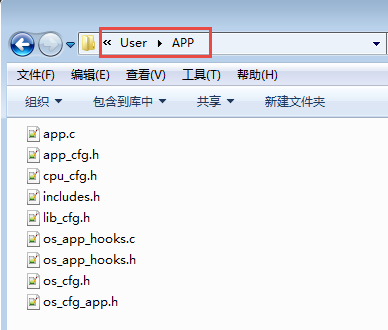 « User ▸ APP
文件(F) 编辑(E) 查看(V) 工具(T) 帮助(H)
组织 包含到库中 共享 新建文件夹
app.c
app_cfg.h
cpu_cfg.h
includes.h
lib_cfg.h
os_app_hooks.c
os_app_hooks.h
os_cfg.h
os_cfg_app.h